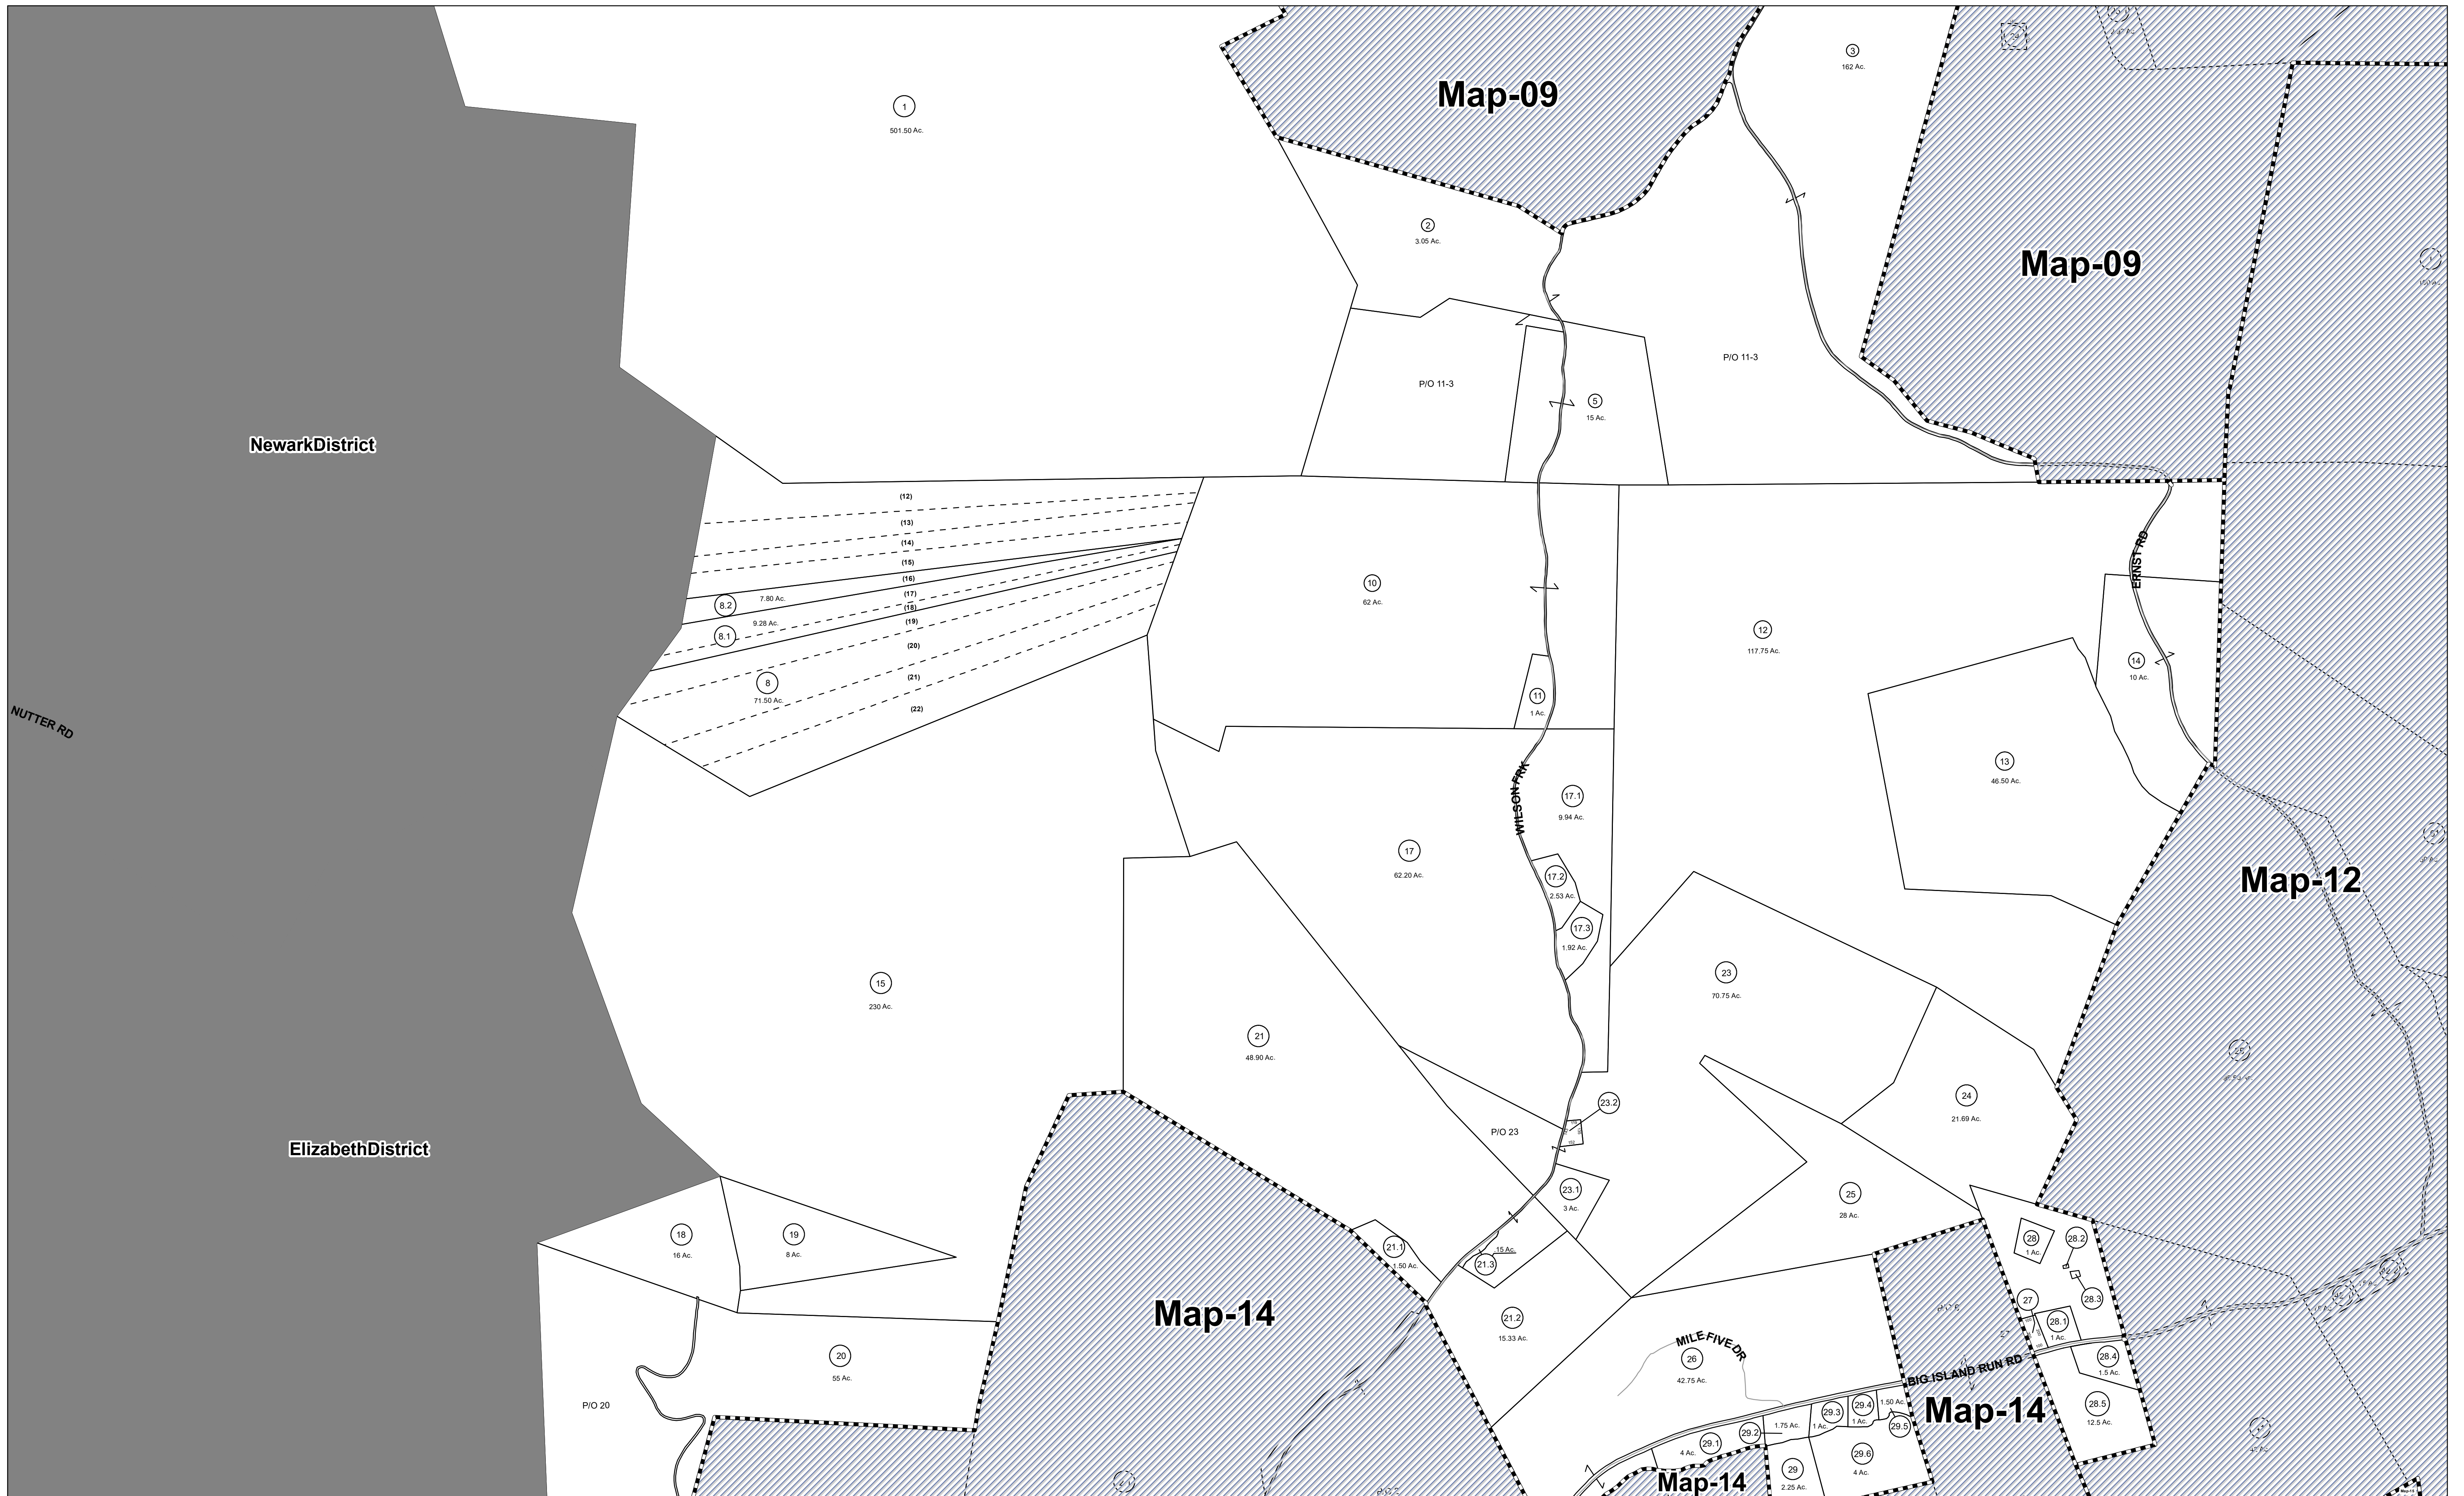 3
162 Ac.
Map-09
1
501.50 Ac.
2
3.05 Ac.
Map-09
P/O 11-3
P/O 11-3
5
15 Ac.
NewarkDistrict
(12)
(13)
(14)
(15)
(16)
(17)
(18)
(19)
(20)
(21)
(22)
8.2
7.80 Ac.
8.1
9.28 Ac.
8
71.50 Ac.
10
62 Ac.
11
1 Ac.
12
117.75 Ac.
ERNST RD
14
10 Ac.
13
46.50 Ac.
NUTTER RD
WILSON FRK
17.1
9.94 Ac.
17
62.20 Ac.
17.2
2.53 Ac.
17.3
1.92 Ac.
Map-12
15
230 Ac.
23
70.75 Ac.
21
48.90 Ac.
25
24
21.69 Ac.
23.2
P/O 23
ElizabethDistrict
23.1
3 Ac.
25
28 Ac.
18
16 Ac.
19
8 Ac.
21.1
1.50 Ac.
.15 Ac.
21.3
28
1 Ac.
28.2
28.3
27
28.1
1 Ac.
Map-14
21.2
15.33 Ac.
MILE FIVE DR
26
42.75 Ac.
BIG ISLAND RUN RD
28.4
1.5 Ac.
28.5
12.5 Ac.
20
55 Ac.
P/O 20
Map-14
29.1
4 Ac.
29.2
1.75 Ac.
29.3
1 Ac.
29.4
1 Ac.
1.50 Ac.
29.5
29.6
4 Ac.
29
2.25 Ac.
Map-14